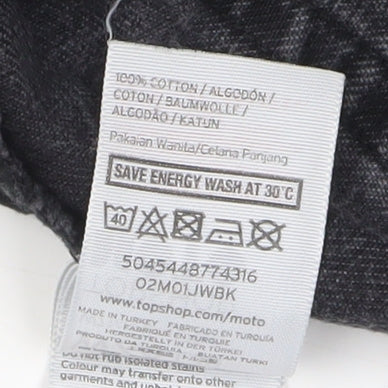 100% COTTON / ALGODÓN /
COTON / BAUMWOLLE /
ALGODÃO / KATUN
Pakaian Wanita/Celana Panjang
SAVE ENERGY WASH AT 30°C
40
5045448774316
02M01JWBK
www.topshop.com/moto
MADE IN TURKEY FABRICADO EN TURQUÍA
FABRIQUÉ EN TURQUIE
HERGESTELLT IN DER TÜRKEI
PRODUTO DA TURQUIA BUATAN TURKI
Do not rub isolated stains
Colour may transfer onto other
garments and